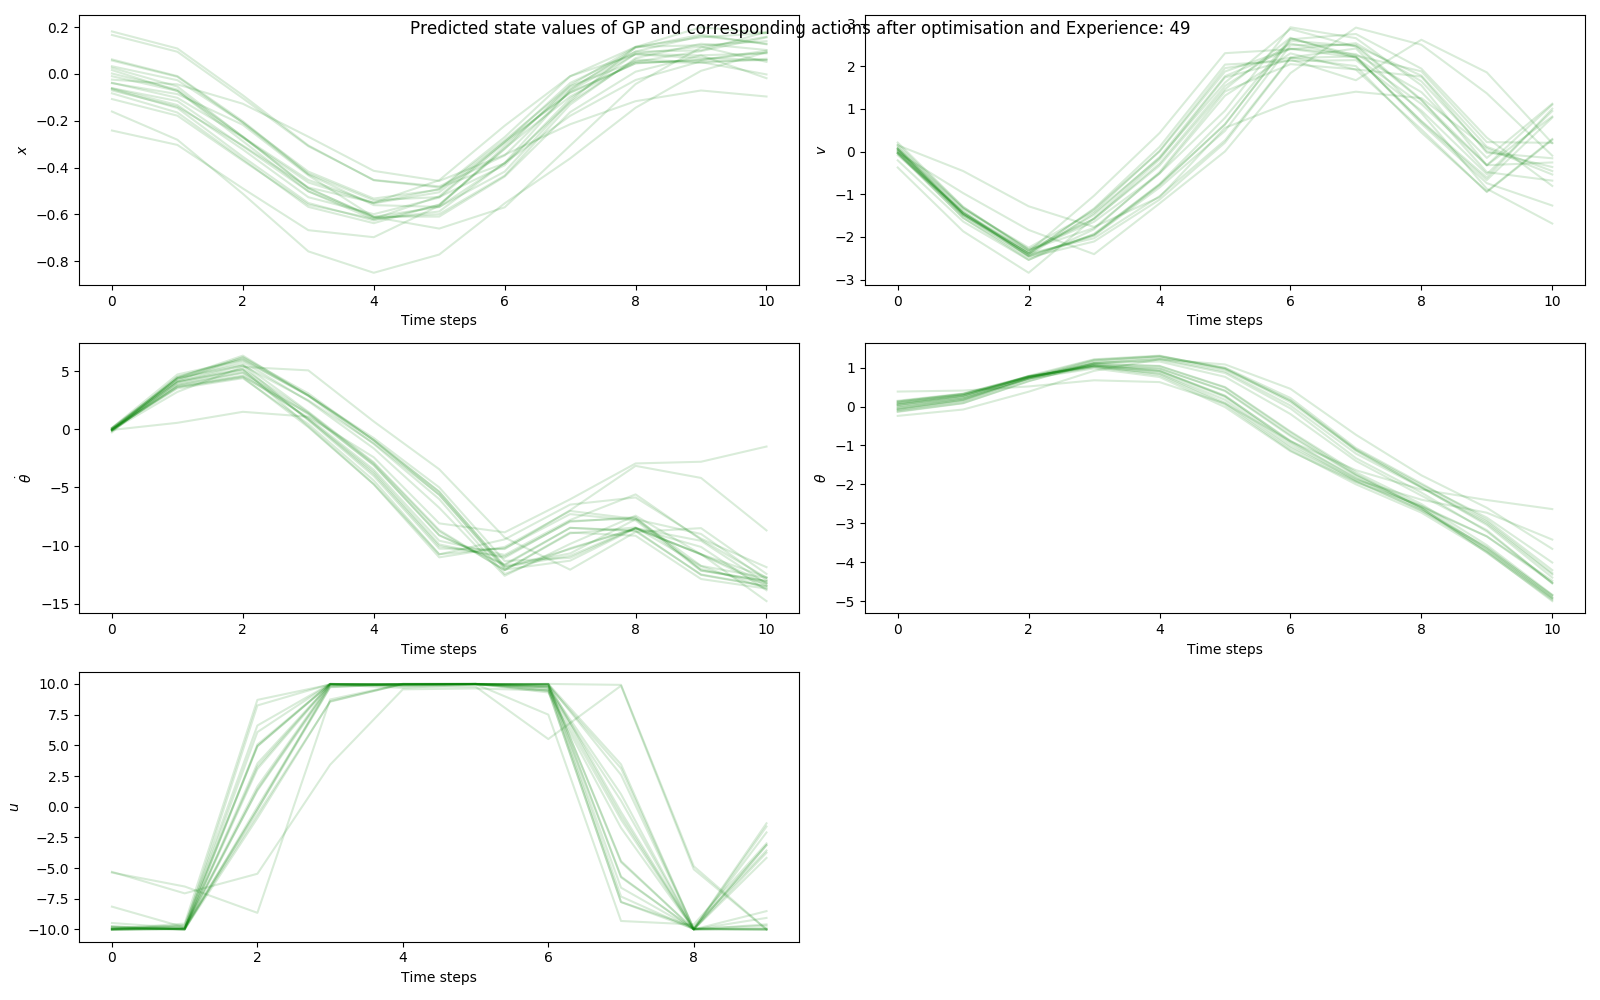 Predicted state values of GP and corresponding actions after optimisation and Experience: 49
0.2
0.0
−0.2
−0.4
−0.6
−0.8
x
0 2 4 6 8 10
Time steps
3
2
1
0
−1
−2
−3
v
0 2 4 6 8 10
Time steps
5
0
−5
−10
−15
θ̇
0 2 4 6 8 10
Time steps
1
0
−1
−2
−3
−4
−5
θ
0 2 4 6 8 10
Time steps
10.0
7.5
5.0
2.5
0.0
−2.5
−5.0
−7.5
−10.0
u
0 2 4 6 8
Time steps